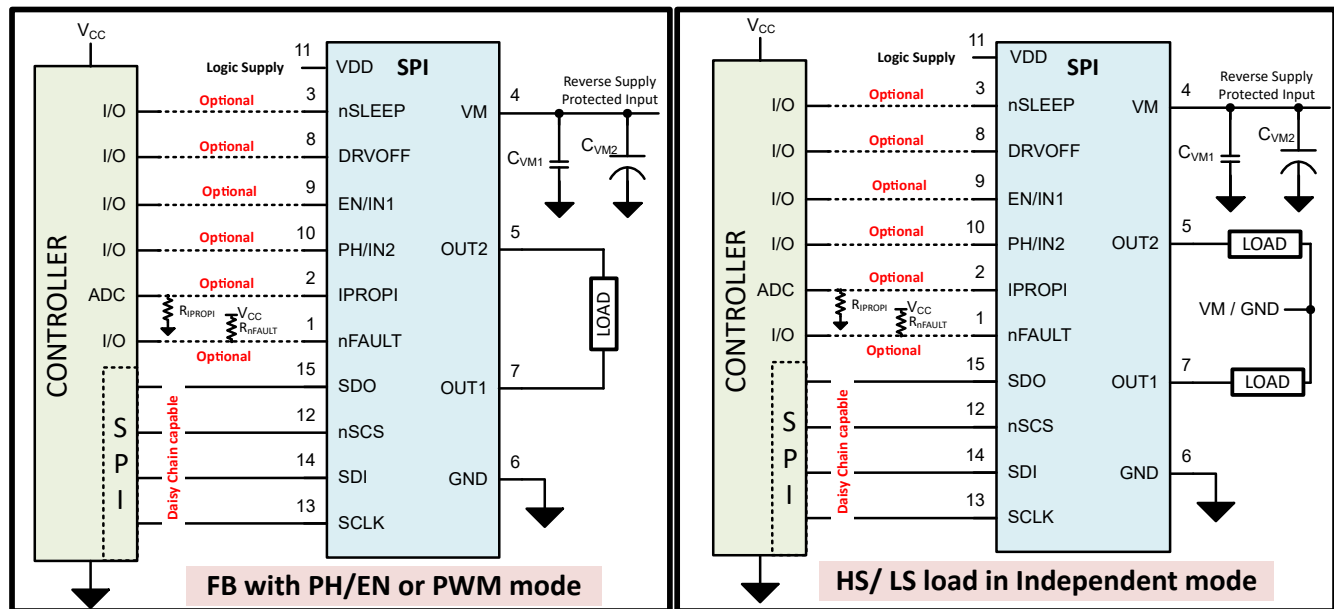 VCC
CONTROLLER
I/O
I/O
I/O
I/O
ADC
I/O
SPI
Logic Supply
Optional
Optional
Optional
Optional
Optional
RIPROPI
VCC
RnFAULT
Optional
Daisy Chain capable
11
3
8
9
10
2
1
15
12
14
13
SPI
VDD
nSLEEP
DRVOFF
EN/IN1
PH/IN2
IPROPI
nFAULT
SDO
nSCS
SDI
SCLK
VM
OUT2
OUT1
GND
4
5
7
6
Reverse Supply
Protected Input
CVM1
CVM2
LOAD
FB with PH/EN or PWM mode
VCC
CONTROLLER
I/O
I/O
I/O
I/O
ADC
I/O
SPI
Logic Supply
Optional
Optional
Optional
Optional
Optional
RIPROPI
VCC
RnFAULT
Optional
Daisy Chain capable
11
3
8
9
10
2
1
15
12
14
13
SPI
VDD
nSLEEP
DRVOFF
EN/IN1
PH/IN2
IPROPI
nFAULT
SDO
nSCS
SDI
SCLK
VM
OUT2
OUT1
GND
4
5
7
6
Reverse Supply
Protected Input
CVM1
CVM2
LOAD
VM / GND
LOAD
HS/ LS load in Independent mode